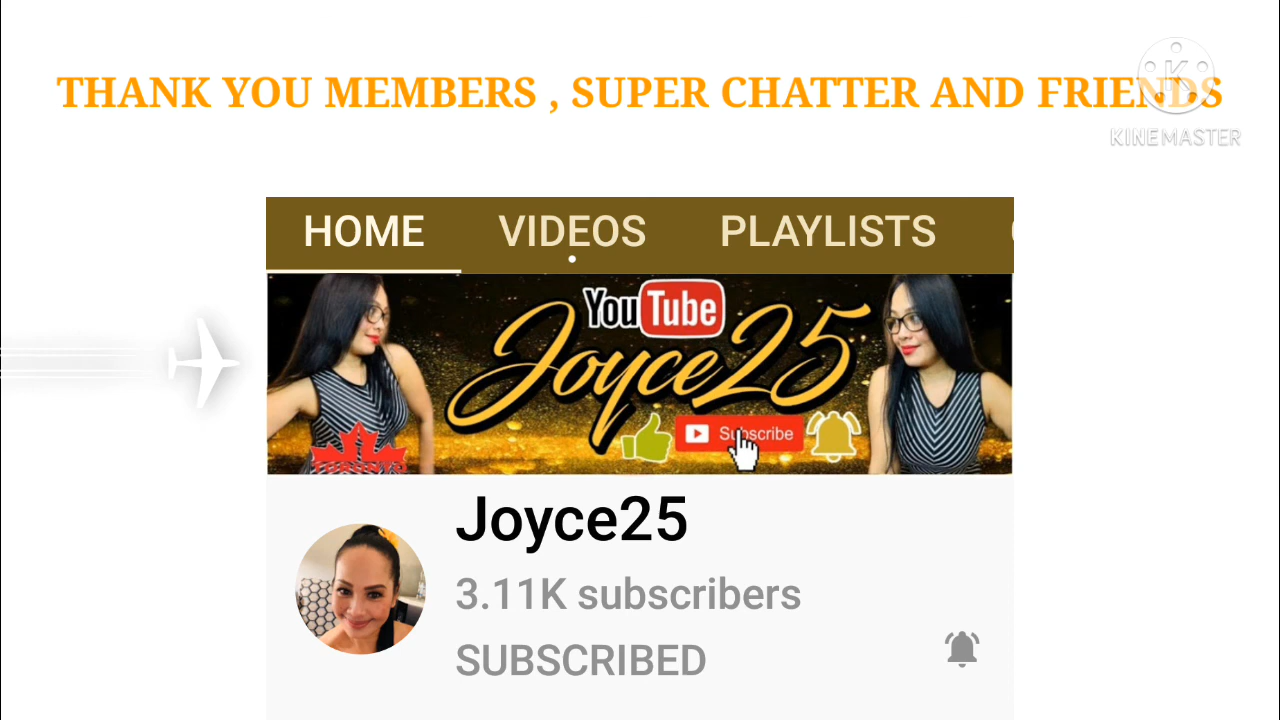 THANK YOU MEMBERS , SUPER CHATTER AND FRIENDS
KINEMASTER
HOME VIDEOS PLAYLISTS
YouTube
Joyce25
Subscribe
Joyce25
3.11K subscribers
SUBSCRIBED